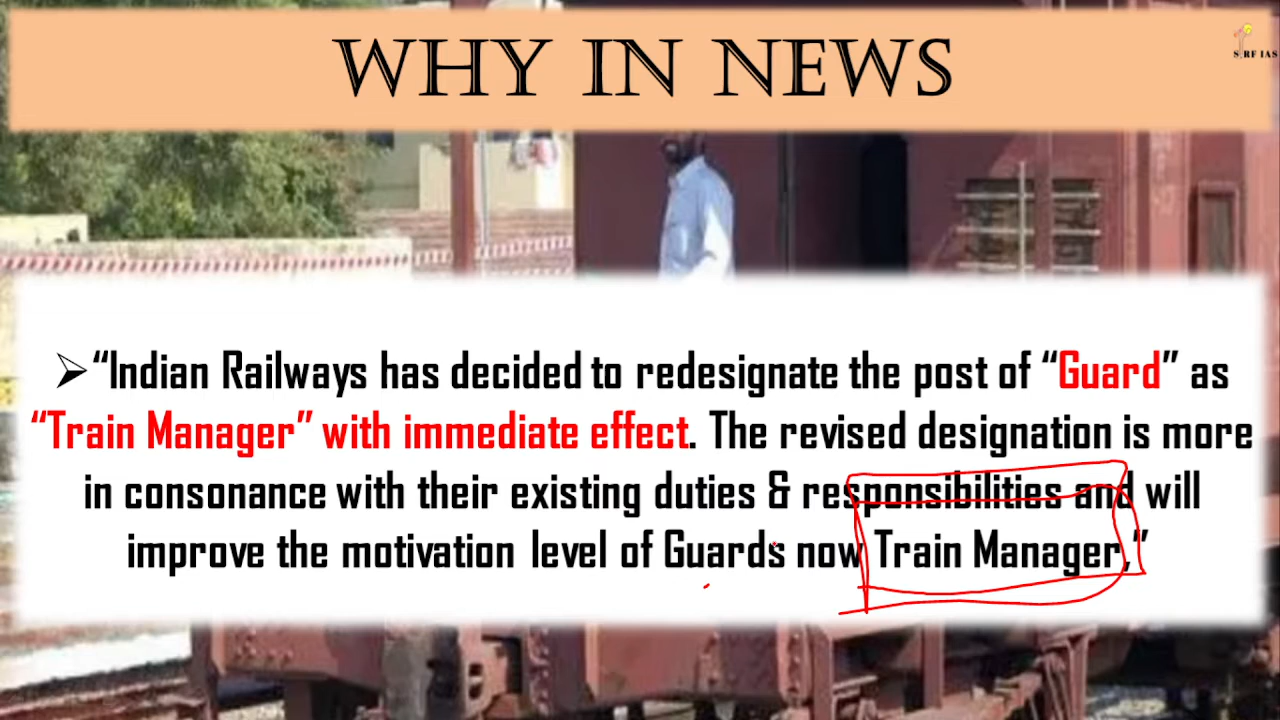 WHY IN NEWS
SIRF IAS
➢“Indian Railways has decided to redesignate the post of “Guard” as
“Train Manager” with immediate effect. The revised designation is more
in consonance with their existing duties & responsibilities and will
improve the motivation level of Guards now Train Manager,”